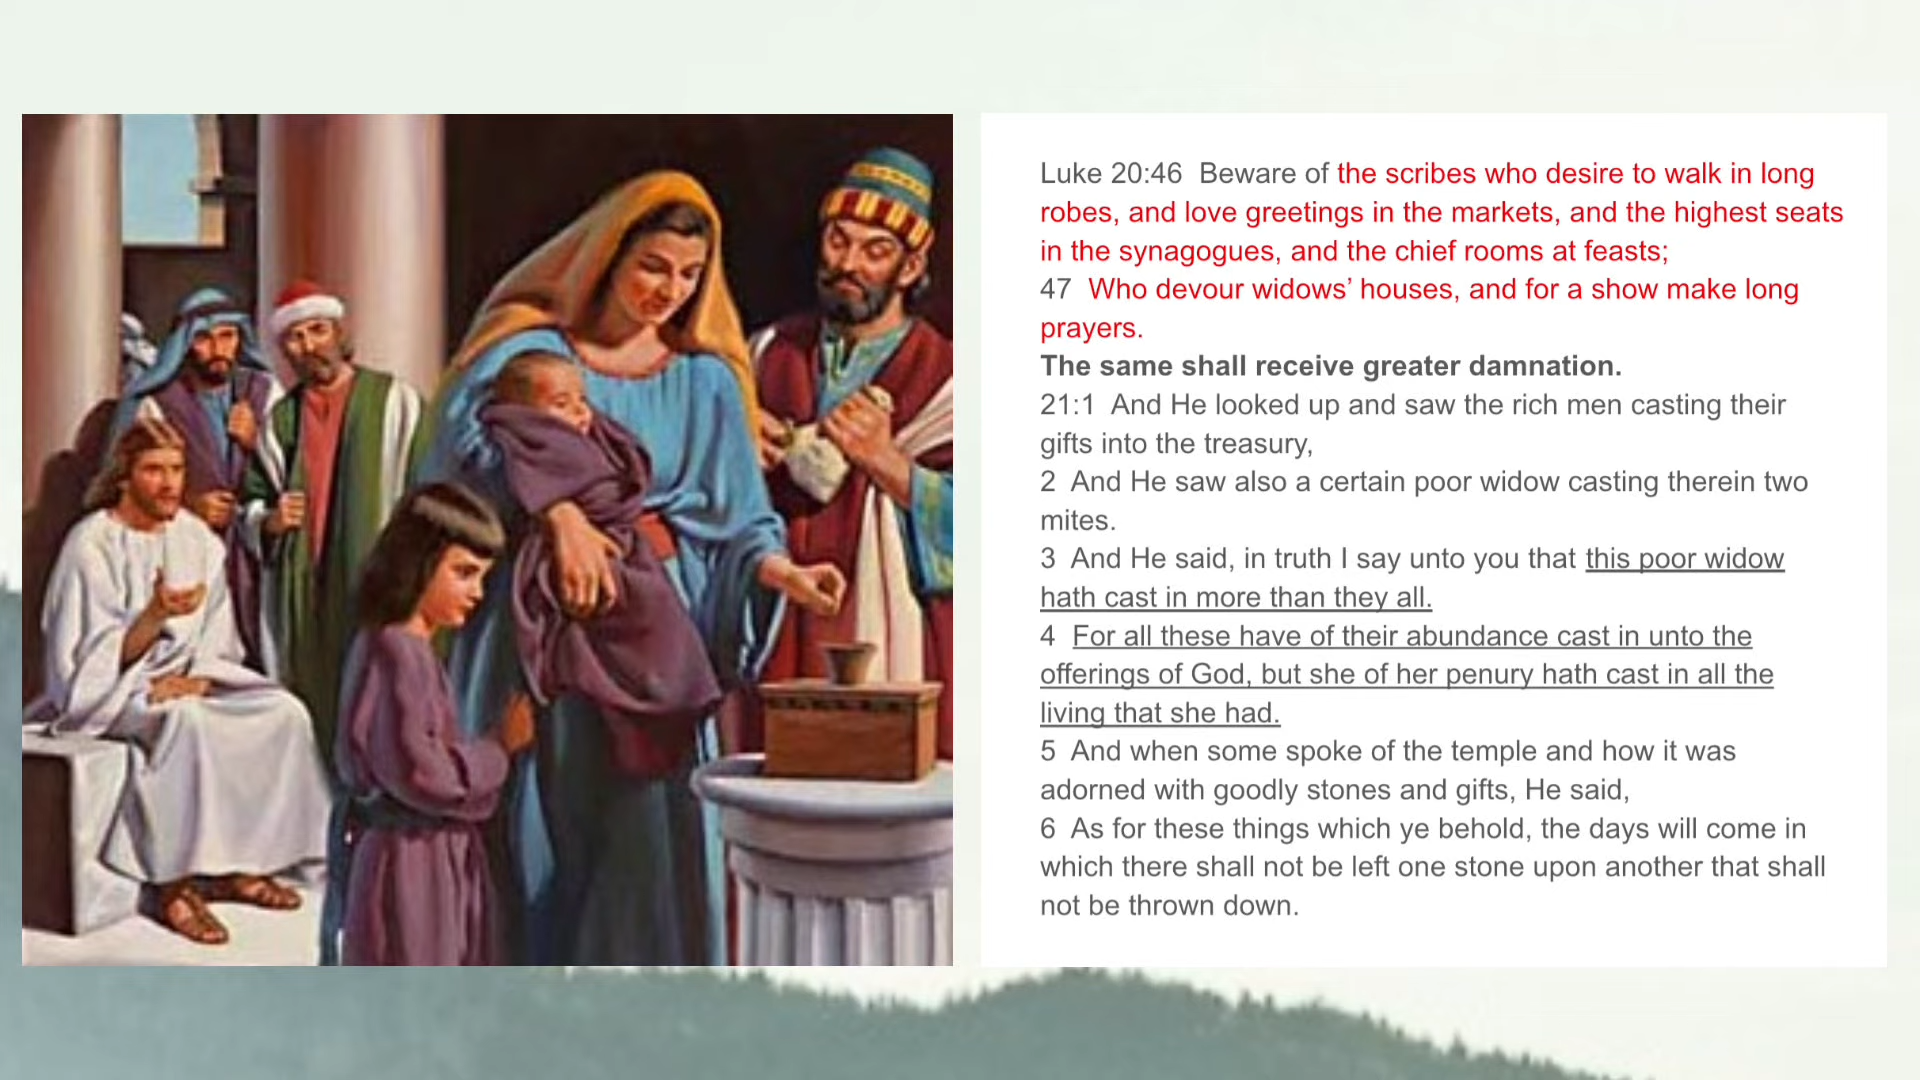 Luke 20:46  Beware of the scribes who desire to walk in long
robes, and love greetings in the markets, and the highest seats
in the synagogues, and the chief rooms at feasts;
47  Who devour widows’ houses, and for a show make long
prayers.
The same shall receive greater damnation.
21:1  And He looked up and saw the rich men casting their
gifts into the treasury,
2  And He saw also a certain poor widow casting therein two
mites.
3  And He said, in truth I say unto you that this poor widow
hath cast in more than they all.
4  For all these have of their abundance cast in unto the
offerings of God, but she of her penury hath cast in all the
living that she had.
5  And when some spoke of the temple and how it was
adorned with goodly stones and gifts, He said,
6  As for these things which ye behold, the days will come in
which there shall not be left one stone upon another that shall
not be thrown down.